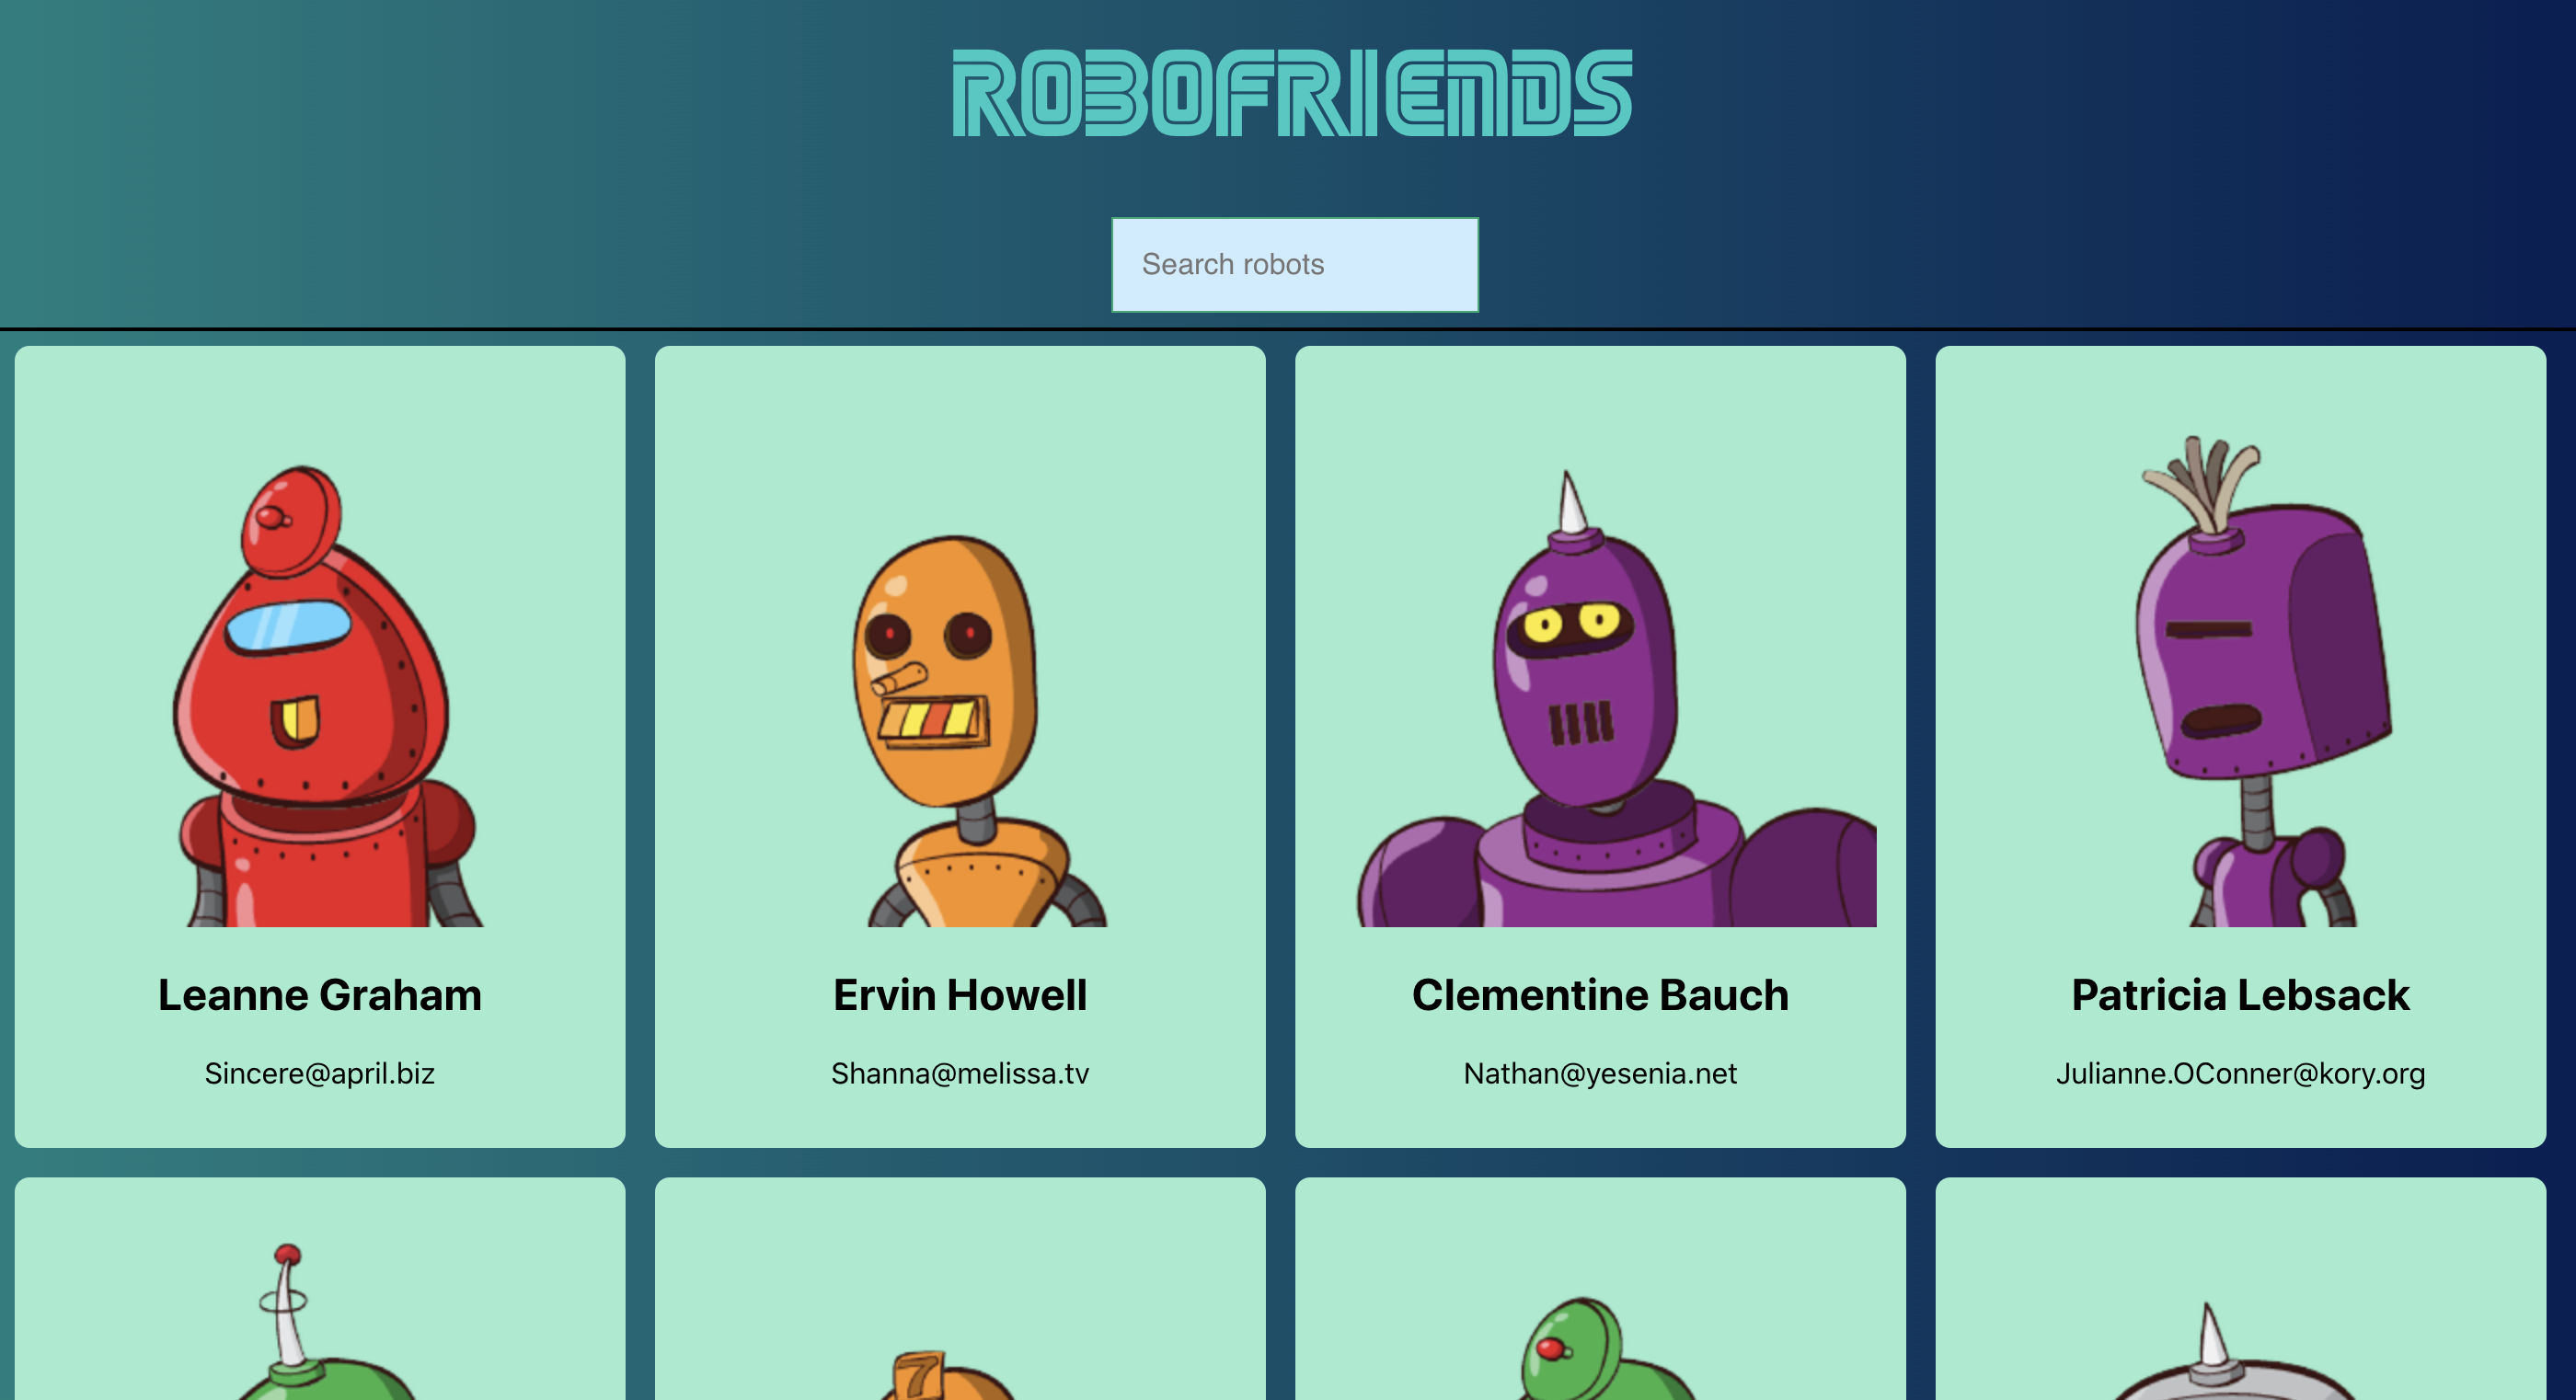 ROBOFRIENDS
Search robots
Leanne Graham
Sincere@april.biz
Ervin Howell
Shanna@melissa.tv
Clementine Bauch
Nathan@yesenia.net
Patricia Lebsack
Julianne.OConner@kory.org
7